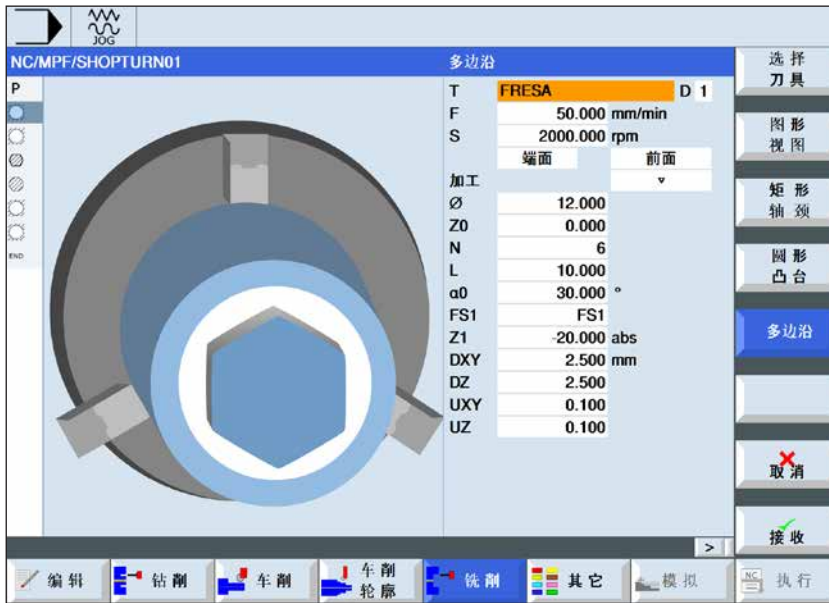 JOG
NC/MPF/SHOPTURN01
多边沿
P
END
T FRESA D 1
F 50.000 mm/min
S 2000.000 rpm
端面 前面
加工 ▿
Ø 12.000
Z0 0.000
N 6
L 10.000
α0 30.000 °
FS1 FS1
Z1 -20.000 abs
DXY 2.500 mm
DZ 2.500
UXY 0.100
UZ 0.100
>
选择
刀具
图形
视图
矩形
轴颈
圆形
凸台
多边沿
取消
接收
编辑
钻削
车削
车削
轮廓
铣削
其它
模拟
NC
执行